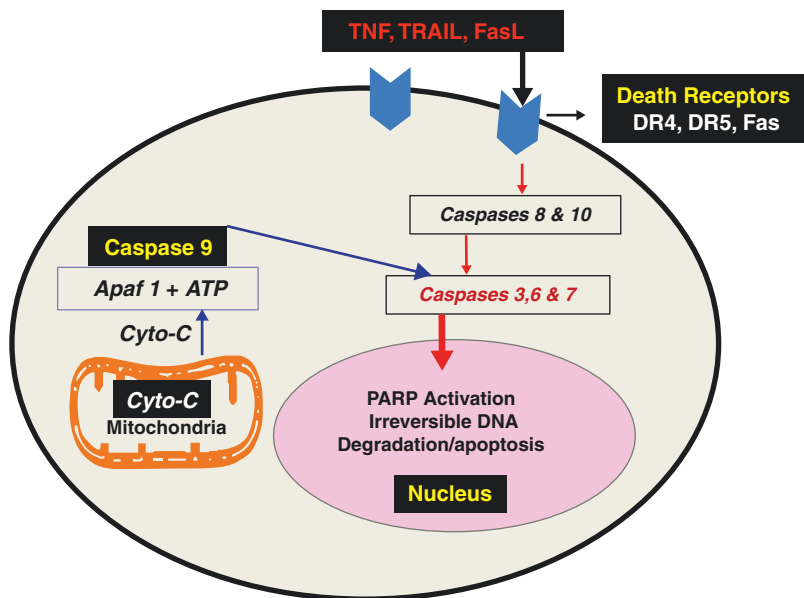 TNF, TRAIL, FasL
Death Receptors
DR4, DR5, Fas
Caspases 8 & 10
Caspase 9
Apaf 1 + ATP
Caspases 3,6 & 7
Cyto-C
Cyto-C
Mitochondria
PARP Activation
Irreversible DNA
Degradation/apoptosis
Nucleus